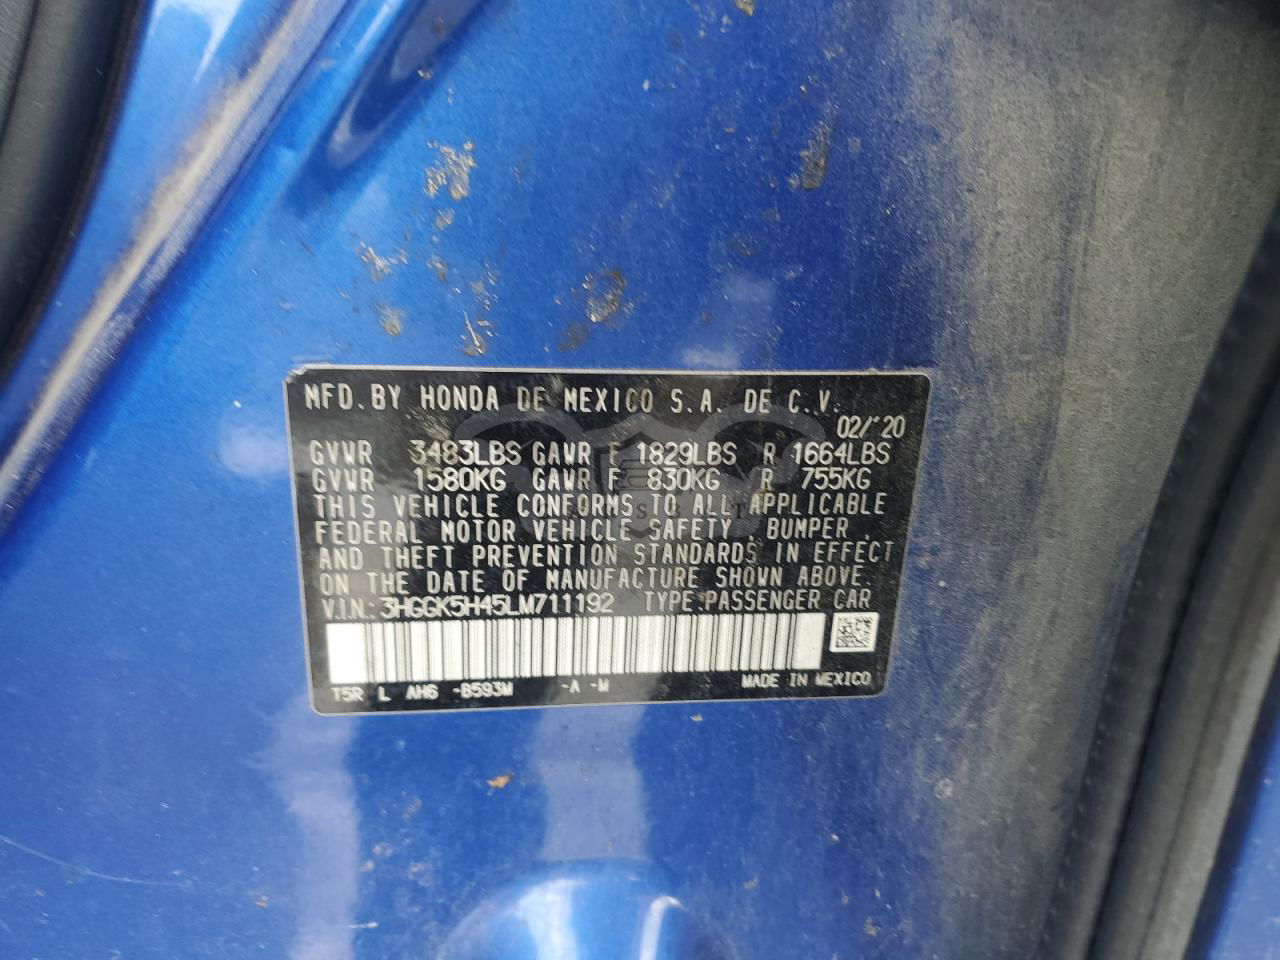 MFD.BY HONDA DE MEXICO S.A. DE C.V.
02/'20
GVWR 3483LBS GAWR F 1829LBS R 1664LBS
GVWR 1580KG GAWR F 830KG R 755KG
THIS VEHICLE CONFORMS TO ALL APPLICABLE
FEDERAL MOTOR VEHICLE SAFETY, BUMPER,
AND THEFT PREVENTION STANDARDS IN EFFECT
ON THE DATE OF MANUFACTURE SHOWN ABOVE.
V.I.N.: 3HGGK5H45LM711192 TYPE:PASSENGER CAR
T5R L AH6 -B593M -A -M MADE IN MEXICO